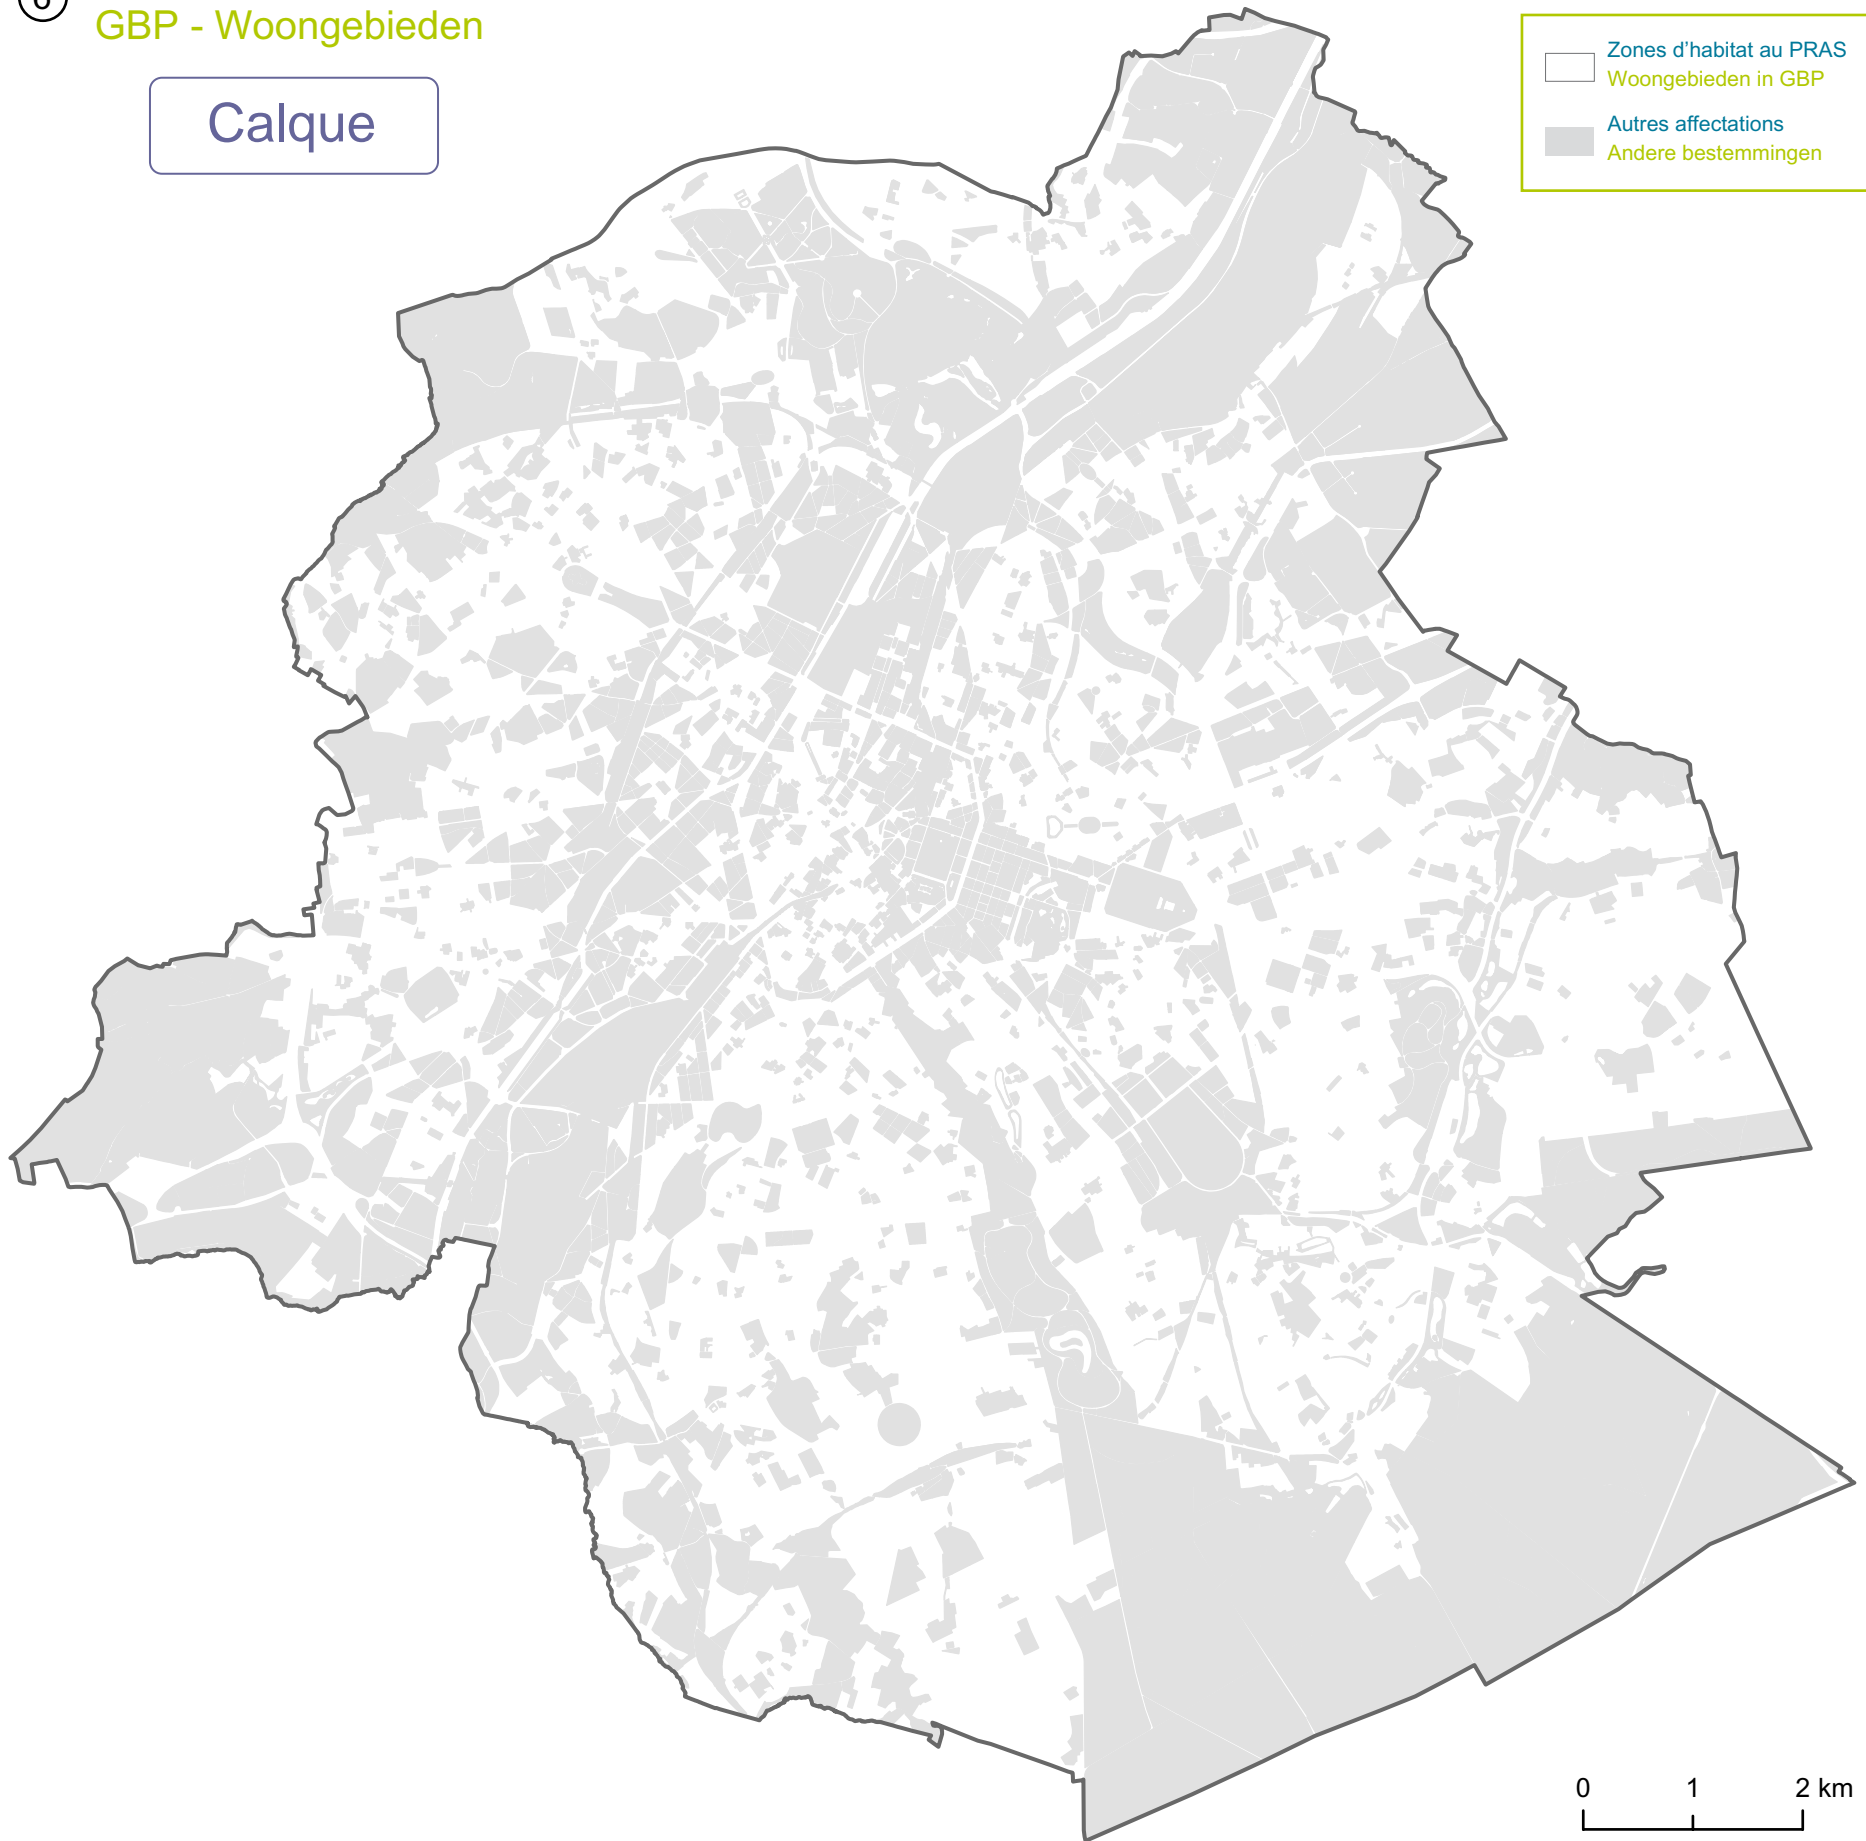 GBP - Woongebieden
Calque
Zones d'habitat au PRAS
Woongebieden in GBP
Autres affectations
Andere bestemmingen
0 1 2 km